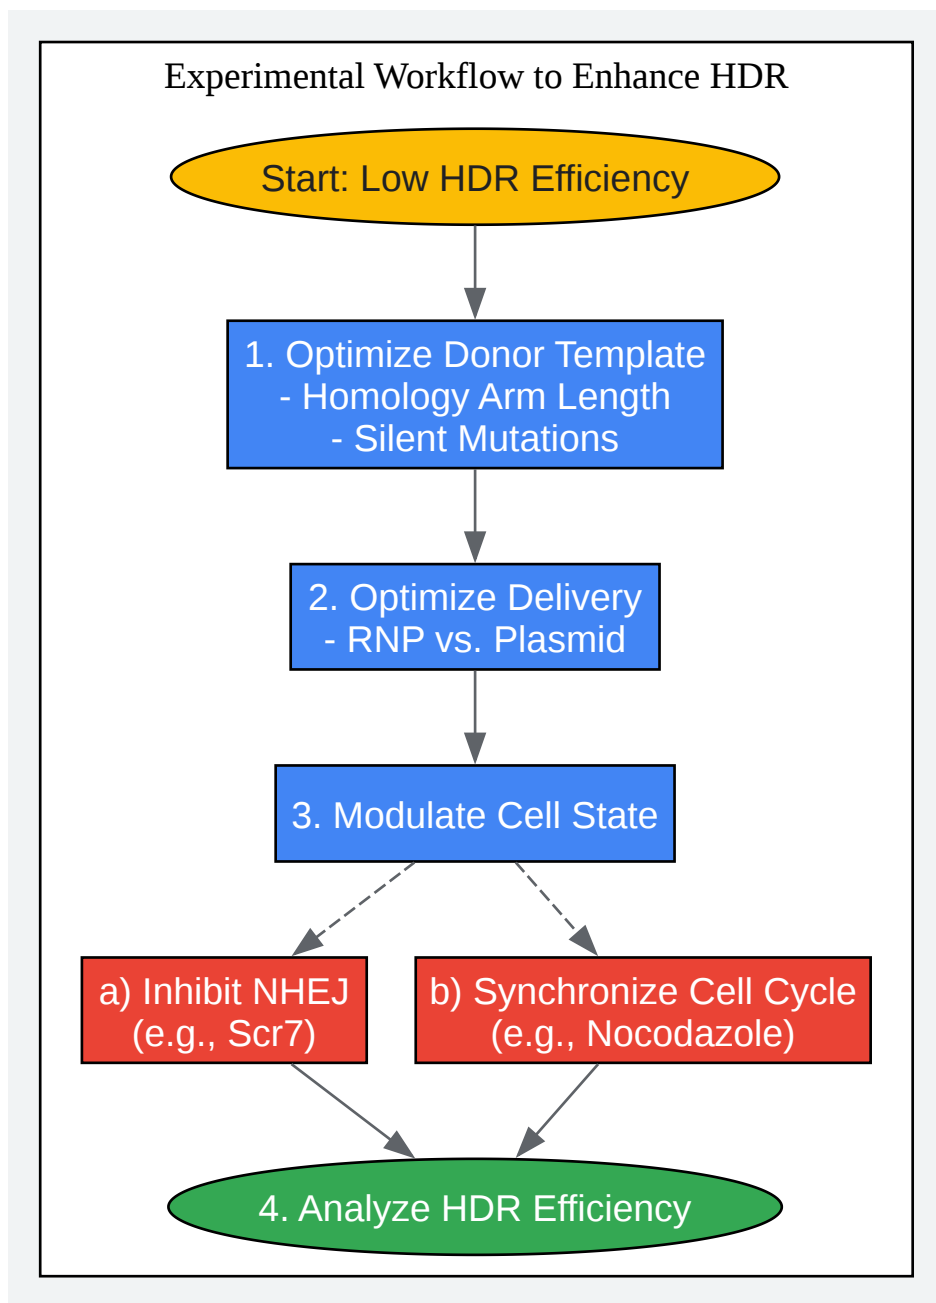 Experimental Workflow to Enhance HDR
Start: Low HDR Efficiency
1. Optimize Donor Template
- Homology Arm Length
- Silent Mutations
2. Optimize Delivery
- RNP vs. Plasmid
3. Modulate Cell State
a) Inhibit NHEJ
(e.g., Scr7)
b) Synchronize Cell Cycle
(e.g., Nocodazole)
4. Analyze HDR Efficiency